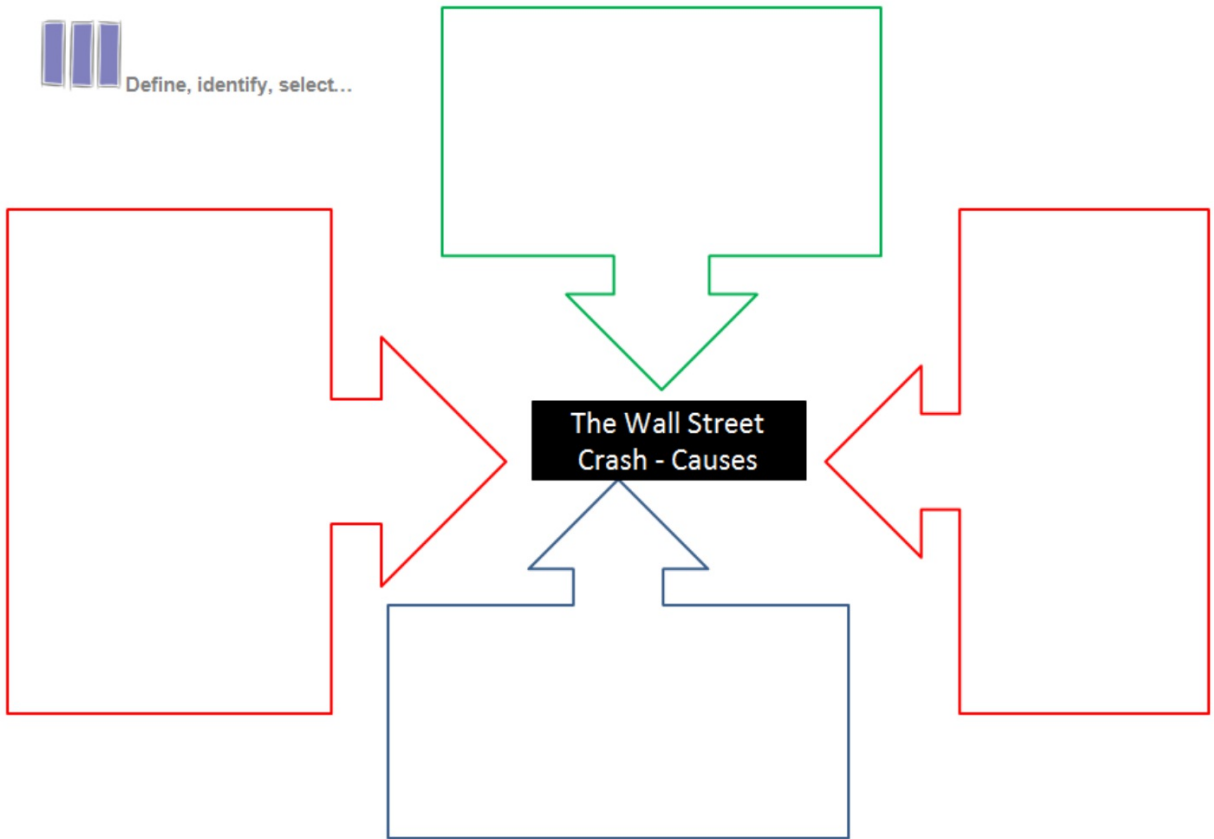 Define, identify, select...
The Wall Street
Crash - Causes